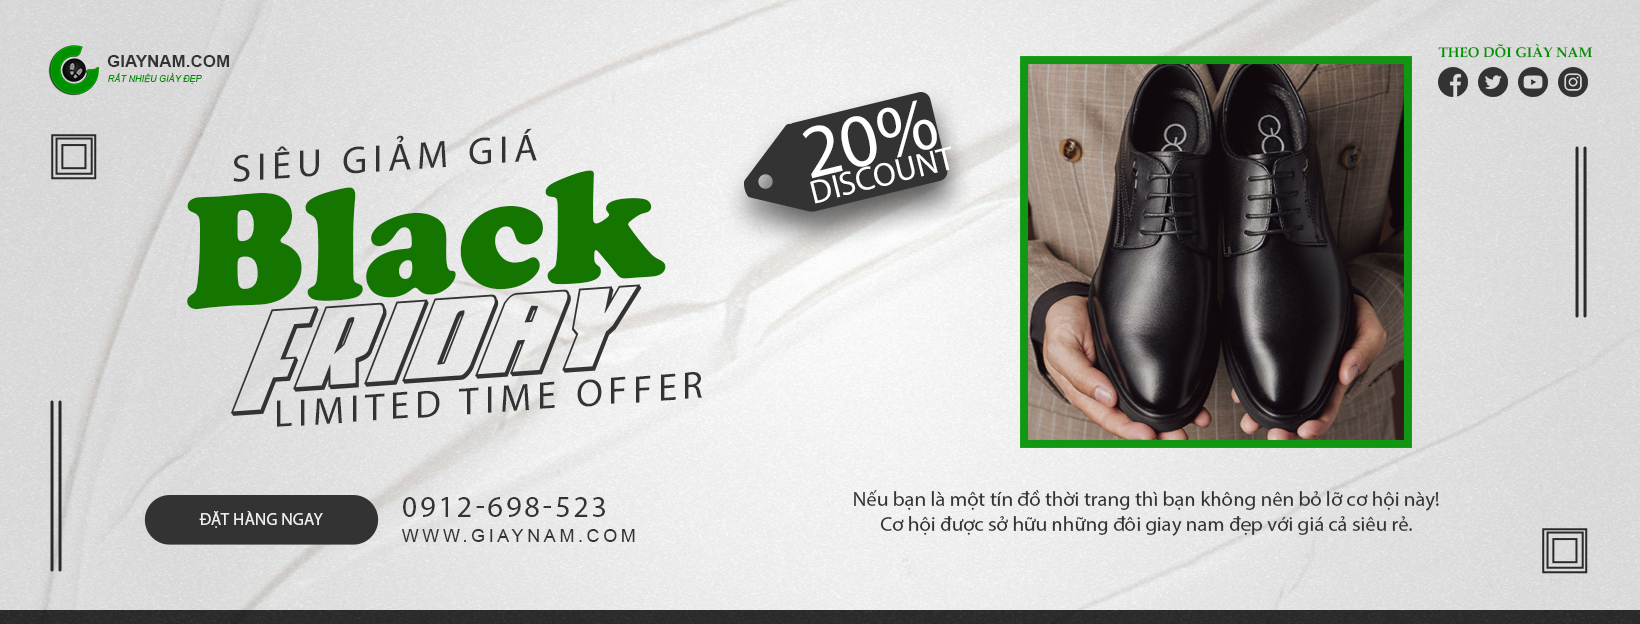 GIAYNAM.COM
RẤT NHIỀU GIÀY ĐẸP
THEO DÕI GIÀY NAM
SIÊU GIẢM GIÁ
Black
FRIDAY
LIMITED TIME OFFER
20%
DISCOUNT
ĐẶT HÀNG NGAY
0912-698-523
WWW.GIAYNAM.COM
Nếu bạn là một tín đồ thời trang thì bạn không nên bỏ lỡ cơ hội này!
Cơ hội được sở hữu những đôi giay nam đẹp với giá cả siêu rẻ.